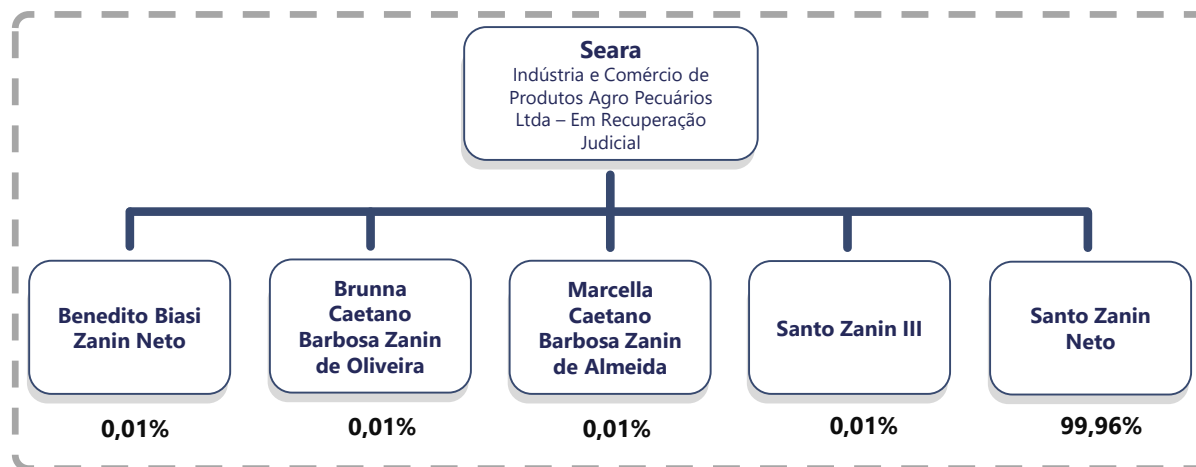 Seara
Indústria e Comércio de
Produtos Agro Pecuários
Ltda – Em Recuperação
Judicial
Benedito Biasi
Zanin Neto
Brunna
Caetano
Barbosa Zanin
de Oliveira
Marcella
Caetano
Barbosa Zanin
de Almeida
Santo Zanin III
Santo Zanin
Neto
0,01%
0,01%
0,01%
0,01%
99,96%